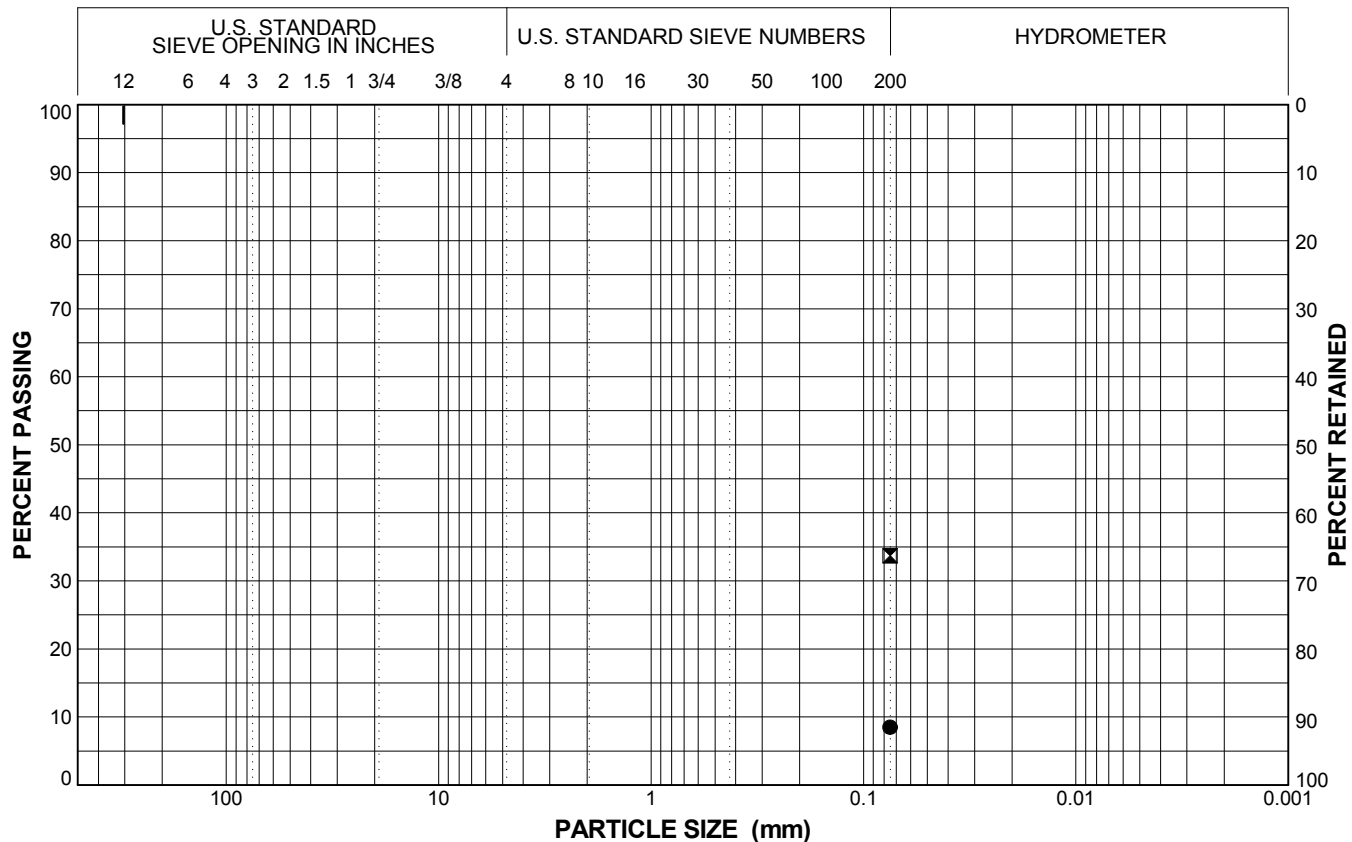 U.S. STANDARD
SIEVE OPENING IN INCHES
U.S. STANDARD SIEVE NUMBERS
HYDROMETER
12 6 4 3 2 1.5 1 3/4 3/8 4 8 10 16 30 50 100 200
100 0
90 10
80 20
70 30
60 40
50 50
40 60
30 70
20 80
10 90
0 100
PERCENT PASSING
PERCENT RETAINED
100 10 1 0.1 0.01 0.001
PARTICLE SIZE (mm)